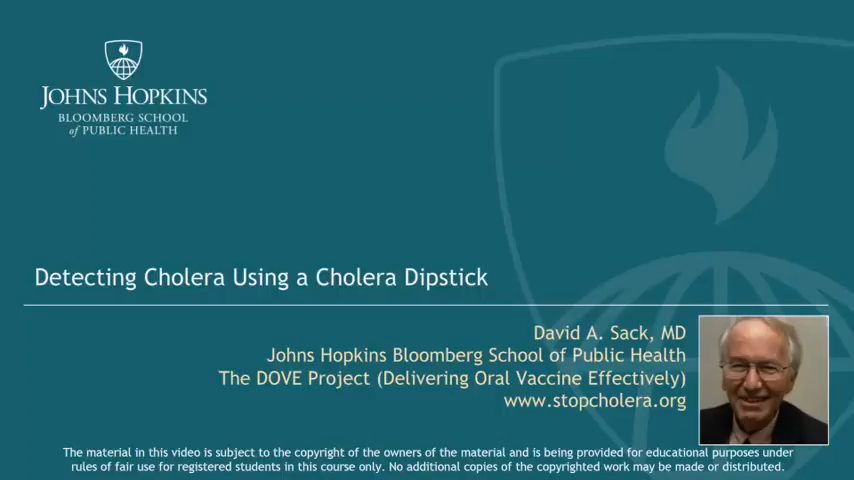 JOHNS HOPKINS
BLOOMBERG SCHOOL
of PUBLIC HEALTH
Detecting Cholera Using a Cholera Dipstick
David A. Sack, MD
Johns Hopkins Bloomberg School of Public Health
The DOVE Project (Delivering Oral Vaccine Effectively)
www.stopcholera.org
The material in this video is subject to the copyright of the owners of the material and is being provided for educational purposes under
rules of fair use for registered students in this course only. No additional copies of the copyrighted work may be made or distributed.